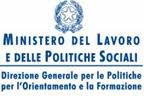 MINISTERO DEL LAVORO
E DELLE POLITICHE SOCIALI
Direzione Generale per le Politiche
per l'Orientamento e la Formazione